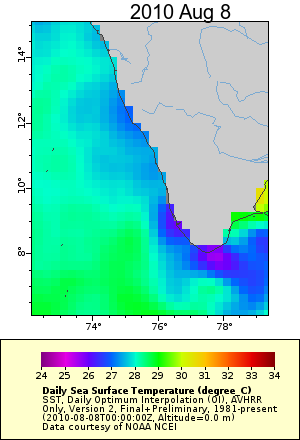 2010 Aug 8
14°
12°
10°
8°
74°
76°
78°
24 25 26 27 28 29 30 31 32 33 34
Daily Sea Surface Temperature (degree_C)
SST, Daily Optimum Interpolation (OI), AVHRR
Only, Version 2, Final+Preliminary, 1981-present
(2010-08-08T00:00:00Z, Altitude=0.0 m)
Data courtesy of NOAA NCEI